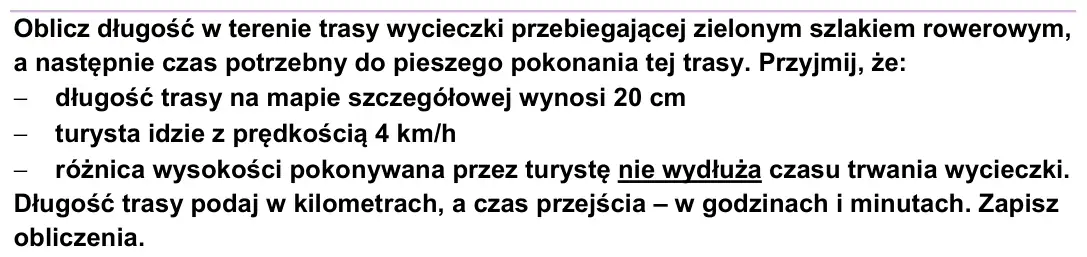 Oblicz długość w terenie trasy wycieczki przebiegającej zielonym szlakiem rowerowym,
a następnie czas potrzebny do pieszego pokonania tej trasy. Przyjmij, że:
– długość trasy na mapie szczegółowej wynosi 20 cm
– turysta idzie z prędkością 4 km/h
– różnica wysokości pokonywana przez turystę nie wydłuża czasu trwania wycieczki.
Długość trasy podaj w kilometrach, a czas przejścia – w godzinach i minutach. Zapisz
obliczenia.